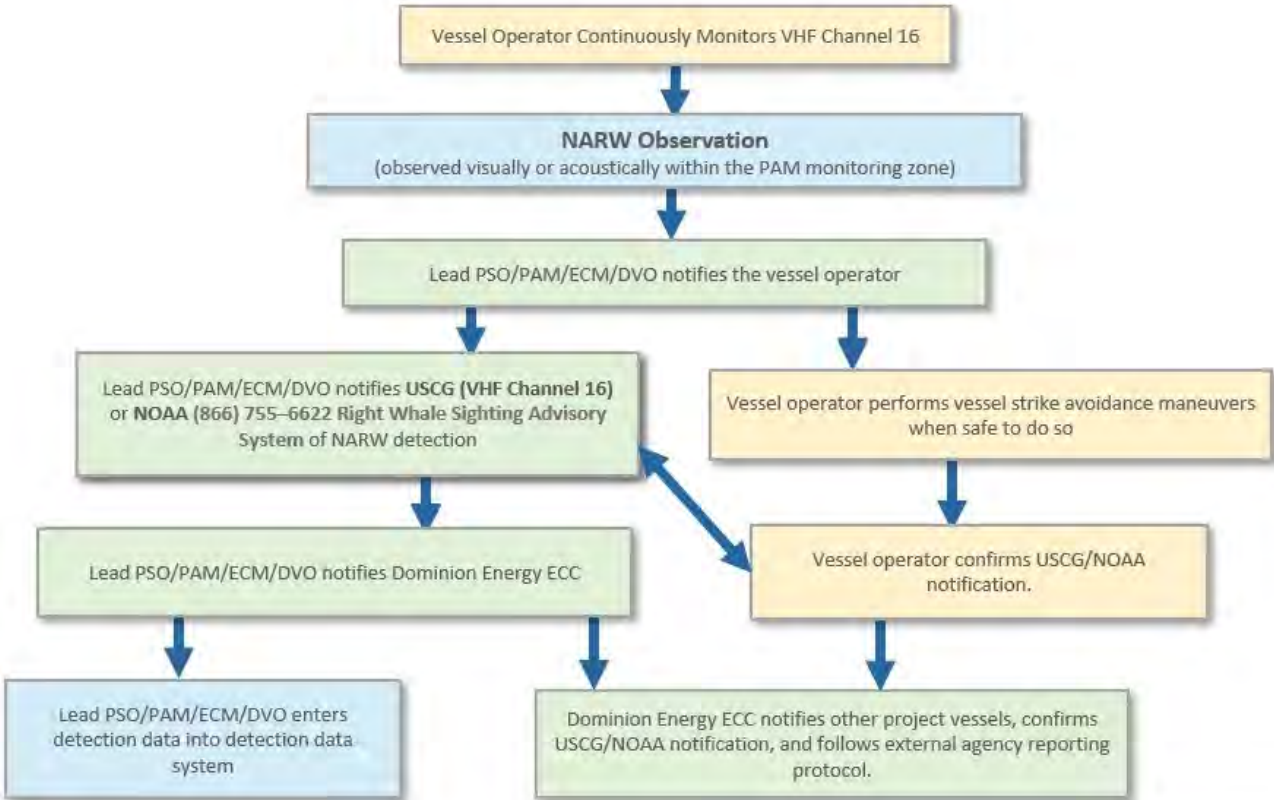 Vessel Operator Continuously Monitors VHF Channel 16
NARW Observation
(observed visually or acoustically within the PAM monitoring zone)
Lead PSO/PAM/ECM/DVO notifies the vessel operator
Lead PSO/PAM/ECM/DVO notifies USCG (VHF Channel 16)
or NOAA (866) 755–6622 Right Whale Sighting Advisory
System of NARW detection
Vessel operator performs vessel strike avoidance maneuvers
when safe to do so
Lead PSO/PAM/ECM/DVO notifies Dominion Energy ECC
Vessel operator confirms USCG/NOAA
notification.
Lead PSO/PAM/ECM/DVO enters
detection data into detection data
system
Dominion Energy ECC notifies other project vessels, confirms
USCG/NOAA notification, and follows external agency reporting
protocol.